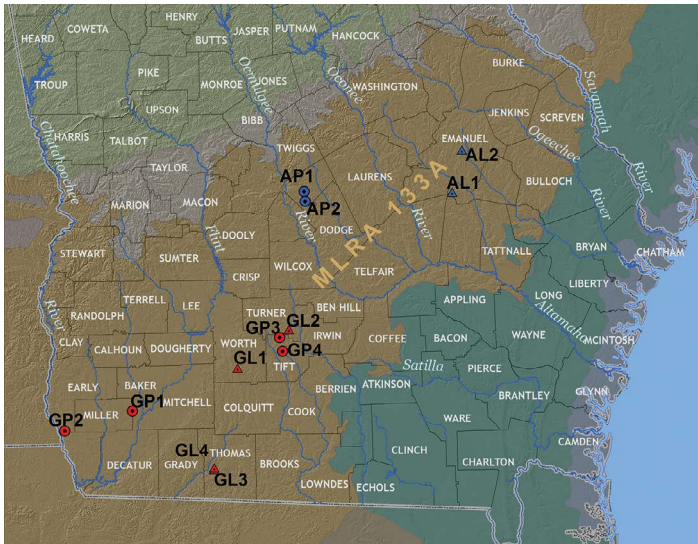 HENRY
COWETA
JASPER
PUTNAM
HEARD
BUTTS
HANCOCK
BURKE
PIKE
TROUP
MONROE
JONES
WASHINGTON
Ocmulgee
Oconee
Savannah
UPSON
JENKINS
SCREVEN
BIBB
HARRIS
TALBOT
EMANUEL
Ogeechee
Chatahoochee
TWIGGS
AL2
TAYLOR
LAURENS
BULLOCH
River
AP1
AL1
MARION
MACON
AP2
River
MLRA 133A
River
River
Flint
DOOLY
DODGE
TATTNALL
BRYAN
CHATHAM
STEWART
SUMTER
WILCOX
TELFAIR
CRISP
LIBERTY
LONG
TERRELL
LEE
BEN HILL
APPLING
Altamaha
River
RANDOLPH
TURNER
GL2
GP3
IRWIN
COFFEE
BACON
WAYNE
MCINTOSH
CLAY
CALHOUN
DOUGHERTY
WORTH
GP4
GL1
TIFT
Satilla
PIERCE
EARLY
BAKER
BERRIEN
ATKINSON
BRANTLEY
GLYNN
GP1
MITCHELL
COLQUITT
COOK
WARE
GP2
MILLER
CAMDEN
GL4
THOMAS
CLINCH
DECATUR
GRADY
BROOKS
CHARLTON
GL3
LOWNDES
ECHOLS